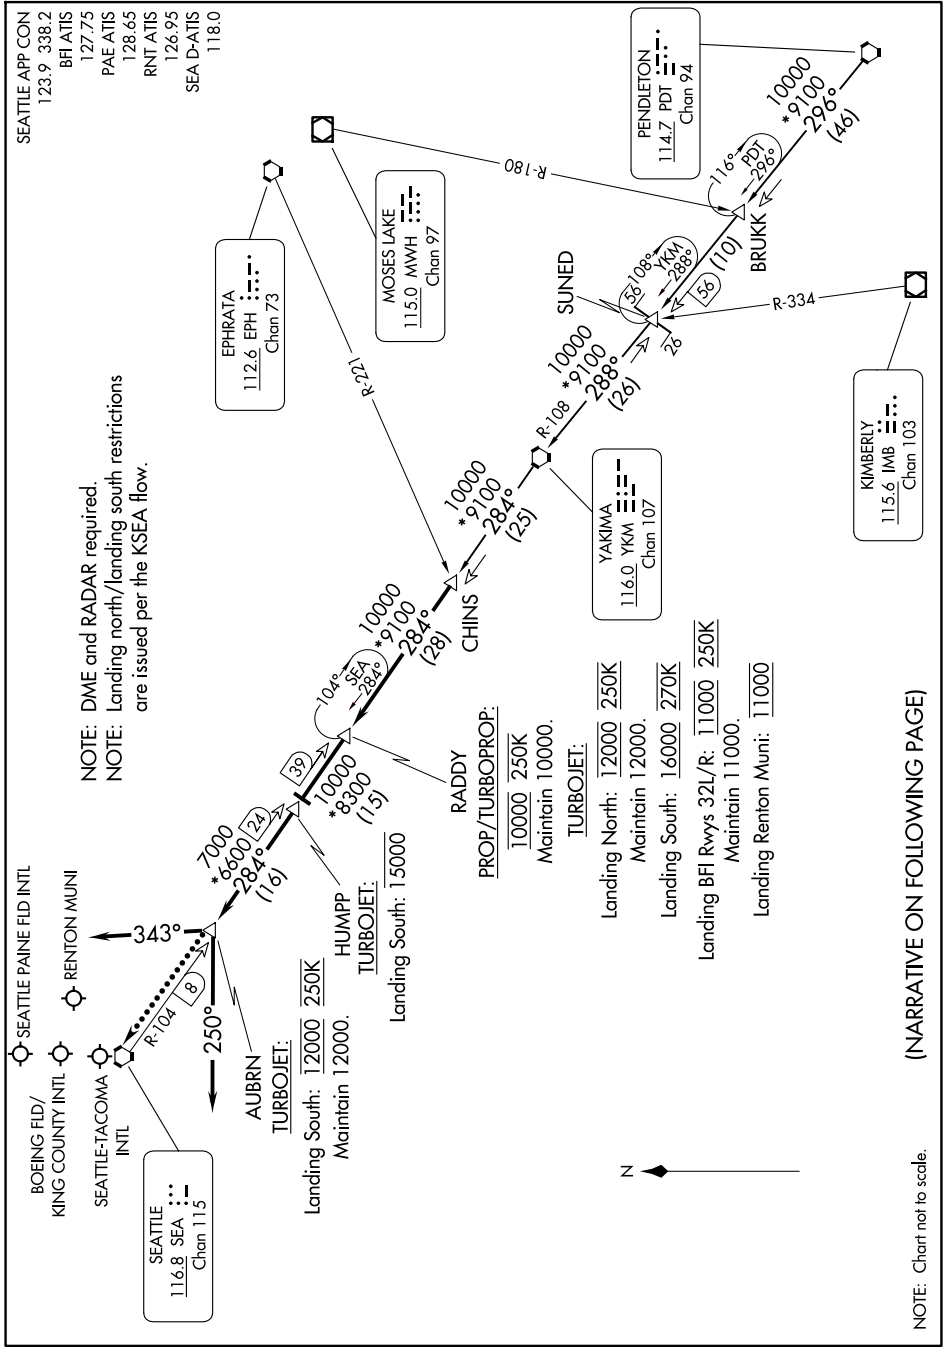 SEATTLE APP CON
123.9 338.2
BFI ATIS
127.75
PAE ATIS
128.65
RNT ATIS
126.95
SEA D-ATIS
118.0
NOTE: DME and RADAR required.
NOTE: Landing north/landing south restrictions
are issued per the KSEA flow.
SEATTLE PAINE FLD INTL
BOEING FLD/
KING COUNTY INTL
RENTON MUNI
SEATTLE-TACOMA
INTL
SEATTLE
116.8 SEA
Chan 115
R-104
8
343°
250°
AUBRN
TURBOJET:
Landing South: 12000 250K
Maintain 12000.
7000
*6600
284°
(16)
24
HUMPP
TURBOJET:
Landing South: 15000
10000
*8300
(15)
39
104°
SEA
284°
RADDY
PROP/TURBOPROP:
10000 250K
Maintain 10000.
TURBOJET:
Landing North: 12000 250K
Maintain 12000.
Landing South: 16000 270K
Landing BFI Rwys 32L/R: 11000 250K
Maintain 11000.
Landing Renton Muni: 11000
10000
*9100
284°
(28)
CHINS
R-221
EPHRATA
112.6 EPH
Chan 73
10000
*9100
284°
(25)
YAKIMA
116.0 YKM
Chan 107
R-108
10000
*9100
288°
(26)
SUNED
26
56
108°
YKM
288°
56
(10)
MOSES LAKE
115.0 MWH
Chan 97
R-180
R-334
KIMBERLY
115.6 IMB
Chan 103
BRUKK
116°
PDT
296°
10000
*9100
296°
(46)
PENDLETON
114.7 PDT
Chan 94
N
(NARRATIVE ON FOLLOWING PAGE)
NOTE: Chart not to scale.